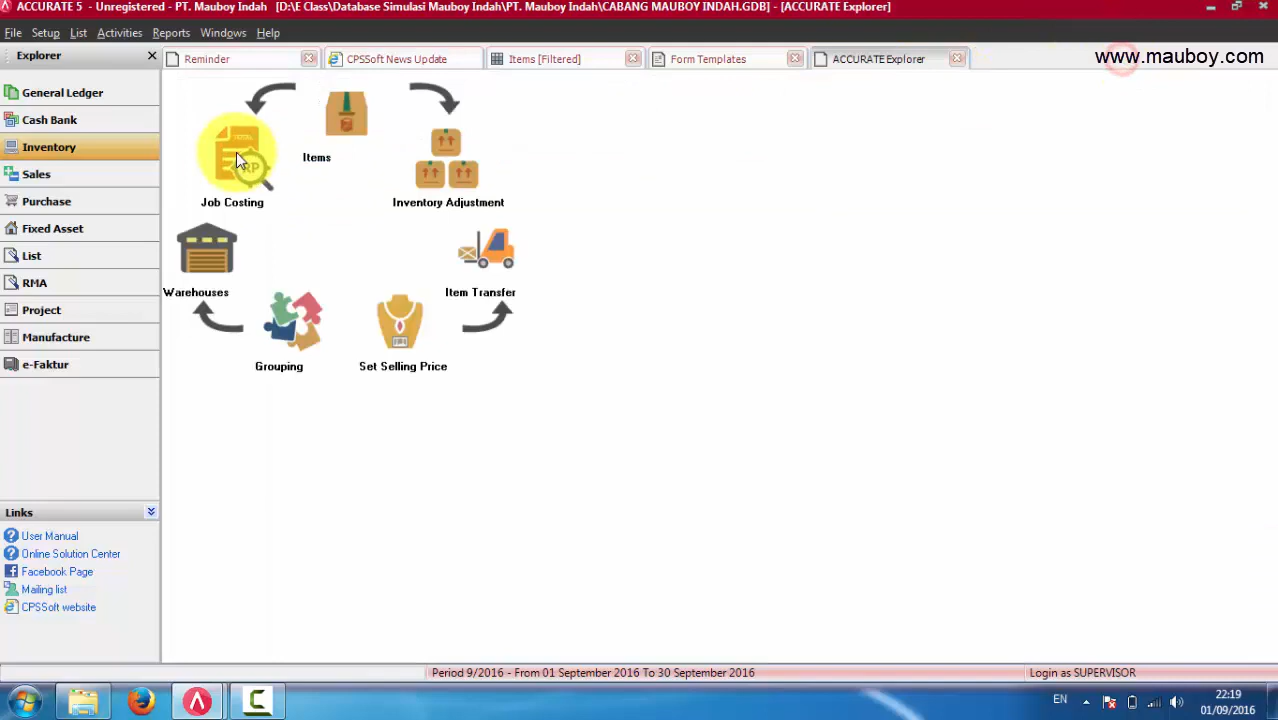 ACCURATE 5 - Unregistered - PT. Mauboy Indah [D:\E Class\Database Simulasi Mauboy Indah\PT. Mauboy Indah\CABANG MAUBOY INDAH.GDB] - [ACCURATE Explorer]
File Setup List Activities Reports Windows Help
Explorer
Reminder
CPSSoft News Update
Items [Filtered]
Form Templates
ACCURATE Explorer
www.mauboy.com
General Ledger
Cash Bank
Inventory
Sales
Purchase
Fixed Asset
List
RMA
Project
Manufacture
e-Faktur
Items
TOTAL
RP
Job Costing
Inventory Adjustment
Warehouses
Item Transfer
Grouping
Set Selling Price
Links
User Manual
Online Solution Center
Facebook Page
Mailing list
CPSSoft website
Period 9/2016 - From 01 September 2016 To 30 September 2016
Login as SUPERVISOR
EN
22:19
01/09/2016